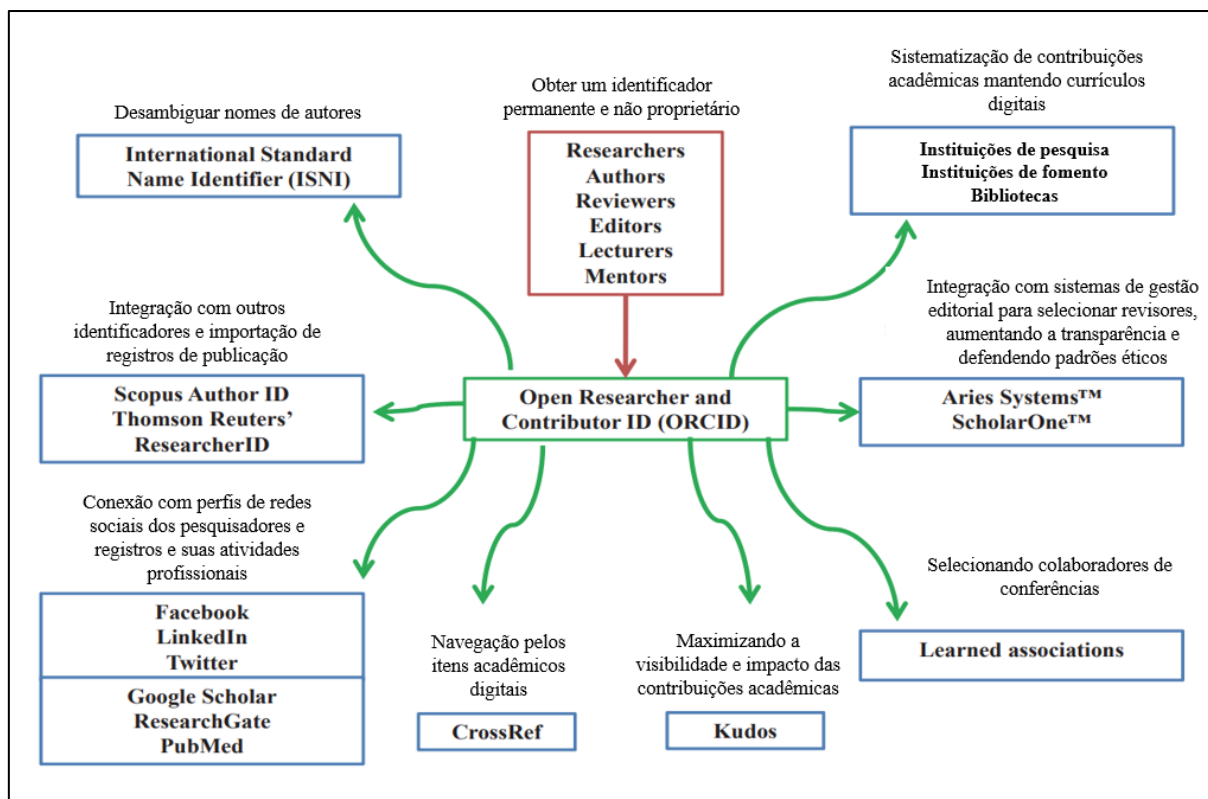 Desambiguar nomes de autores
International Standard
Name Identifier (ISNI)
Obter um identificador
permanente e não proprietário
Researchers
Authors
Reviewers
Editors
Lecturers
Mentors
Sistematização de contribuições
acadêmicas mantendo currículos
digitais
Instituições de pesquisa
Instituições de fomento
Bibliotecas
Integração com outros
identificadores e importação de
registros de publicação
Scopus Author ID
Thomson Reuters’
ResearcherID
Open Researcher and
Contributor ID (ORCID)
Integração com sistemas de gestão
editorial para selecionar revisores,
aumentando a transparência e
defendendo padrões éticos
Aries Systems™
ScholarOne™
Conexão com perfis de redes
sociais dos pesquisadores e
registros e suas atividades
profissionais
Facebook
LinkedIn
Twitter
Google Scholar
ResearchGate
PubMed
Navegação pelos
itens acadêmicos
digitais
CrossRef
Maximizando a
visibilidade e impacto das
contribuições acadêmicas
Kudos
Selecionando colaboradores de
conferências
Learned associations